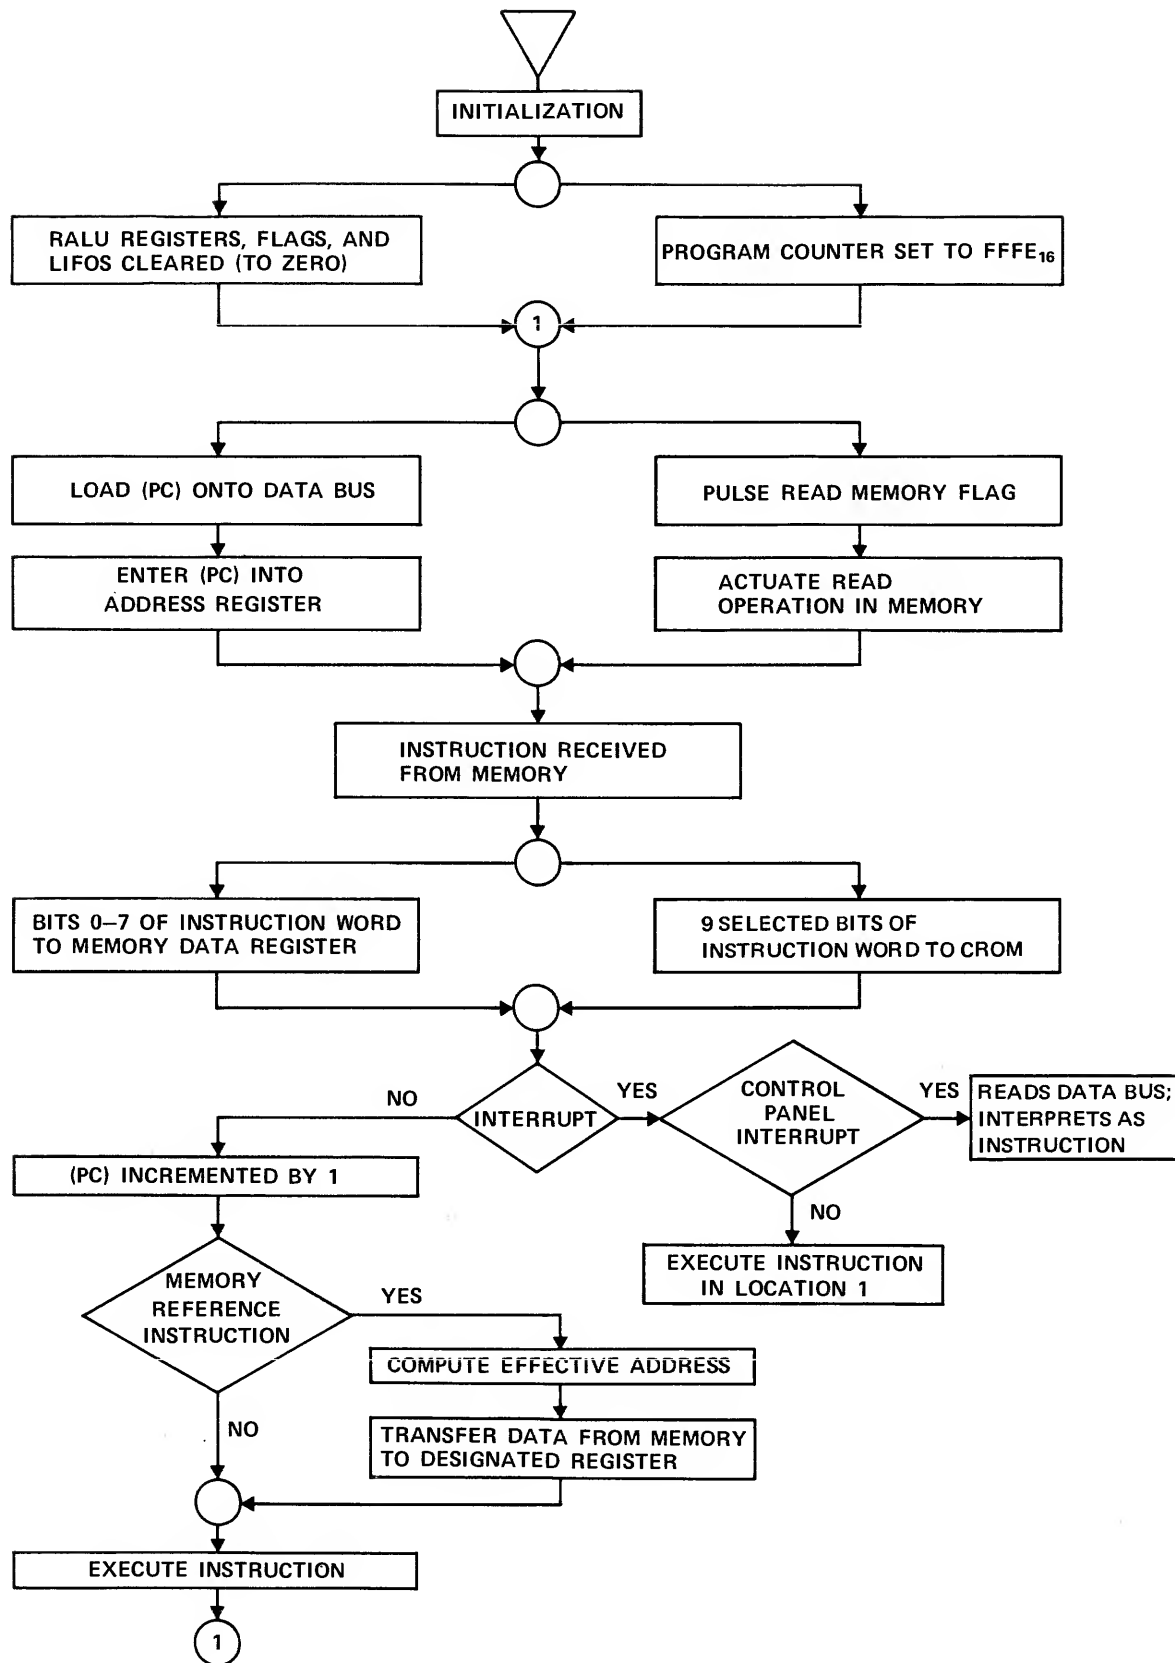 INITIALIZATION
RALU REGISTERS, FLAGS, AND
LIFOS CLEARED (TO ZERO)
PROGRAM COUNTER SET TO FFFE₁₆
1
LOAD (PC) ONTO DATA BUS
PULSE READ MEMORY FLAG
ENTER (PC) INTO
ADDRESS REGISTER
ACTUATE READ
OPERATION IN MEMORY
INSTRUCTION RECEIVED
FROM MEMORY
BITS 0–7 OF INSTRUCTION WORD
TO MEMORY DATA REGISTER
9 SELECTED BITS OF
INSTRUCTION WORD TO CROM
INTERRUPT
NO
YES
CONTROL
PANEL
INTERRUPT
YES
READS DATA BUS;
INTERPRETS AS
INSTRUCTION
NO
EXECUTE INSTRUCTION
IN LOCATION 1
(PC) INCREMENTED BY 1
MEMORY
REFERENCE
INSTRUCTION
YES
COMPUTE EFFECTIVE ADDRESS
TRANSFER DATA FROM MEMORY
TO DESIGNATED REGISTER
NO
EXECUTE INSTRUCTION
1